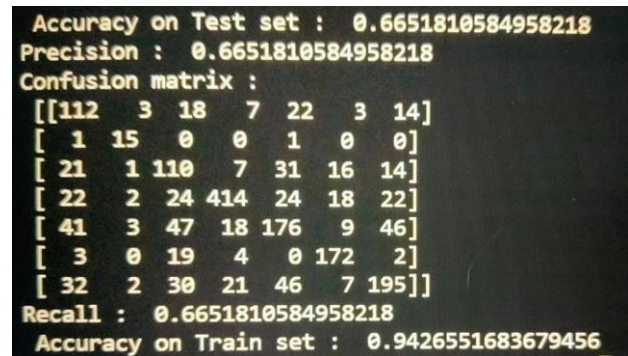 Accuracy on Test set :  0.6651810584958218
Precision :  0.6651810584958218
Confusion matrix :
[[112   3  18   7  22   3  14]
[  1  15   0   0   1   0   0]
[ 21   1 110   7  31  16  14]
[ 22   2  24 414  24  18  22]
[ 41   3  47  18 176   9  46]
[  3   0  19   4   0 172   2]
[ 32   2  30  21  46   7 195]]
Recall :  0.6651810584958218
Accuracy on Train set :  0.9426551683679456